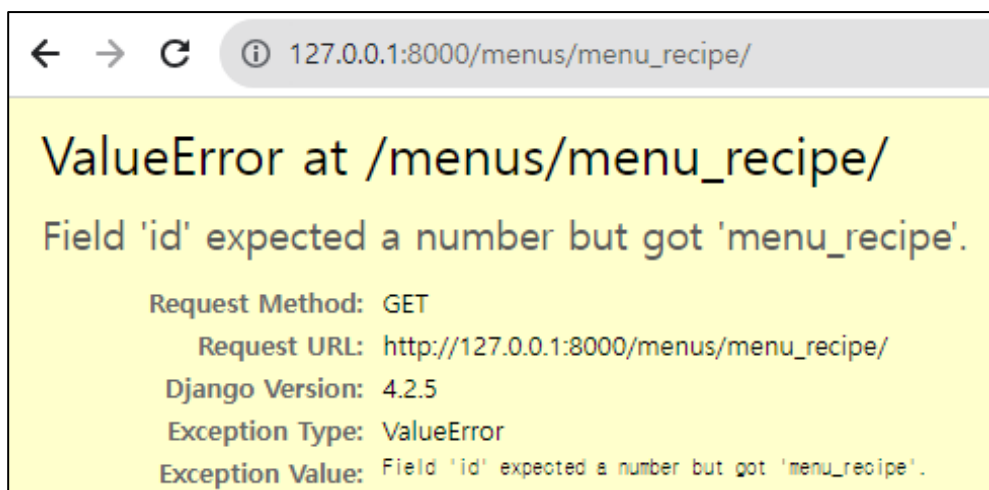 127.0.0.1:8000/menus/menu_recipe/
ValueError at /menus/menu_recipe/
Field 'id' expected a number but got 'menu_recipe'.
Request Method: GET
Request URL: http://127.0.0.1:8000/menus/menu_recipe/
Django Version: 4.2.5
Exception Type: ValueError
Exception Value: Field 'id' expected a number but got 'menu_recipe'.